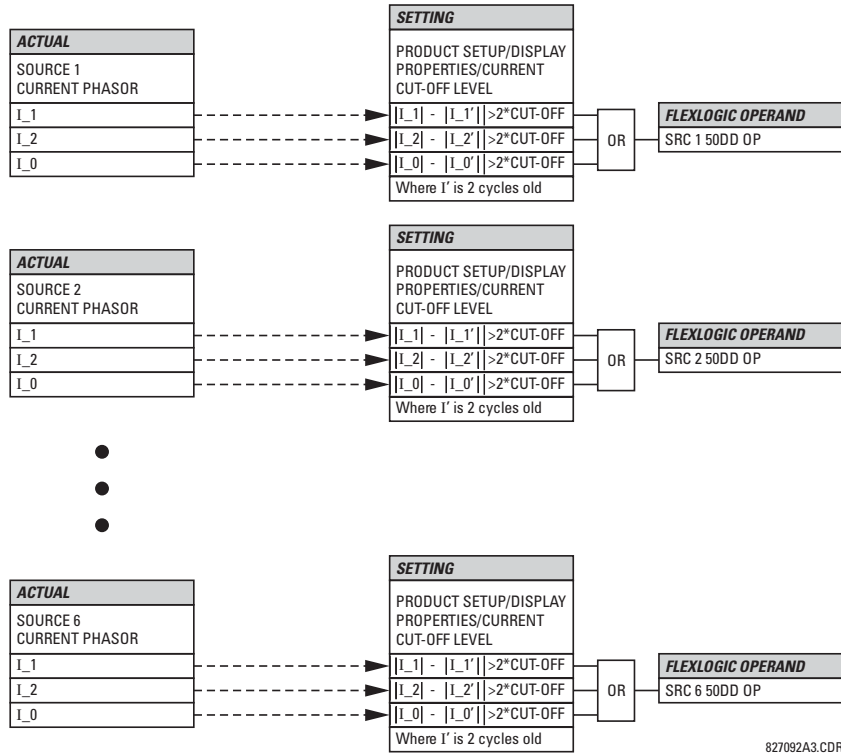 ACTUAL
SOURCE 1
CURRENT PHASOR
I_1
I_2
I_0
SETTING
PRODUCT SETUP/DISPLAY
PROPERTIES/CURRENT
CUT-OFF LEVEL
||I_1| - |I_1′||>2*CUT-OFF
||I_2| - |I_2′||>2*CUT-OFF
||I_0| - |I_0′||>2*CUT-OFF
Where I′ is 2 cycles old
OR
FLEXLOGIC OPERAND
SRC 1 50DD OP
ACTUAL
SOURCE 2
CURRENT PHASOR
I_1
I_2
I_0
SETTING
PRODUCT SETUP/DISPLAY
PROPERTIES/CURRENT
CUT-OFF LEVEL
||I_1| - |I_1′||>2*CUT-OFF
||I_2| - |I_2′||>2*CUT-OFF
||I_0| - |I_0′||>2*CUT-OFF
Where I′ is 2 cycles old
OR
FLEXLOGIC OPERAND
SRC 2 50DD OP
ACTUAL
SOURCE 6
CURRENT PHASOR
I_1
I_2
I_0
SETTING
PRODUCT SETUP/DISPLAY
PROPERTIES/CURRENT
CUT-OFF LEVEL
||I_1| - |I_1′||>2*CUT-OFF
||I_2| - |I_2′||>2*CUT-OFF
||I_0| - |I_0′||>2*CUT-OFF
Where I′ is 2 cycles old
OR
FLEXLOGIC OPERAND
SRC 6 50DD OP
827092A3.CDR